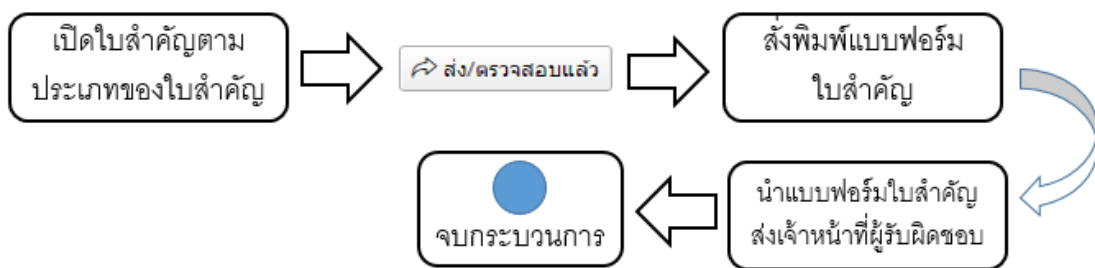 เปิดใบสำคัญตาม
ประเภทของใบสำคัญ
ส่ง/ตรวจสอบแล้ว
สั่งพิมพ์แบบฟอร์ม
ใบสำคัญ
นำแบบฟอร์มใบสำคัญ
ส่งเจ้าหน้าที่ผู้รับผิดชอบ
จบกระบวนการ